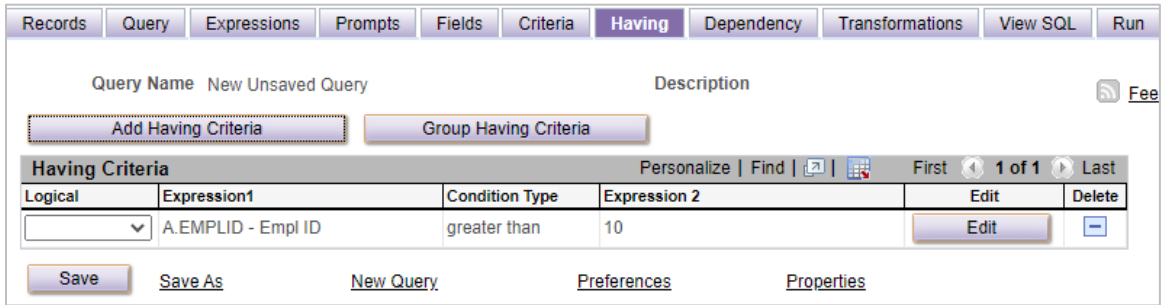 Records Query Expressions Prompts Fields Criteria Having Dependency Transformations View SQL Run
Query Name New Unsaved Query Description
Fee
Add Having Criteria Group Having Criteria
Having Criteria Personalize | Find | | First 1 of 1 Last
Logical Expression1 Condition Type Expression 2 Edit Delete
A.EMPLID - Empl ID greater than 10 Edit
Save Save As New Query Preferences Properties